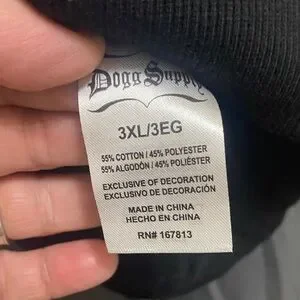 Dogg Supply
3XL/3EG
55% COTTON / 45% POLYESTER
55% ALGODÓN / 45% POLIÉSTER
EXCLUSIVE OF DECORATION
EXCLUSIVO DE DECORACIÓN
MADE IN CHINA
HECHO EN CHINA
RN# 167813